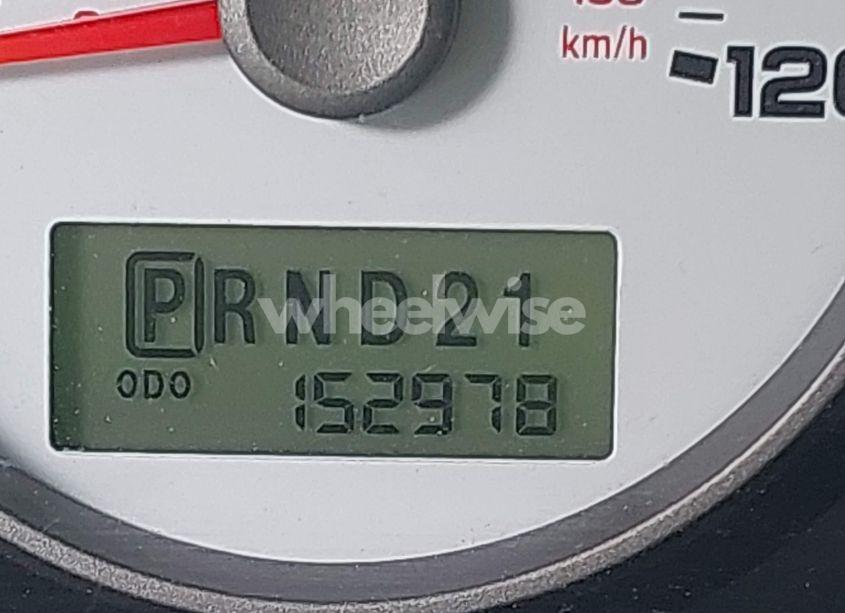 km/h
120
PRND21
wheelwise
ODO 152978